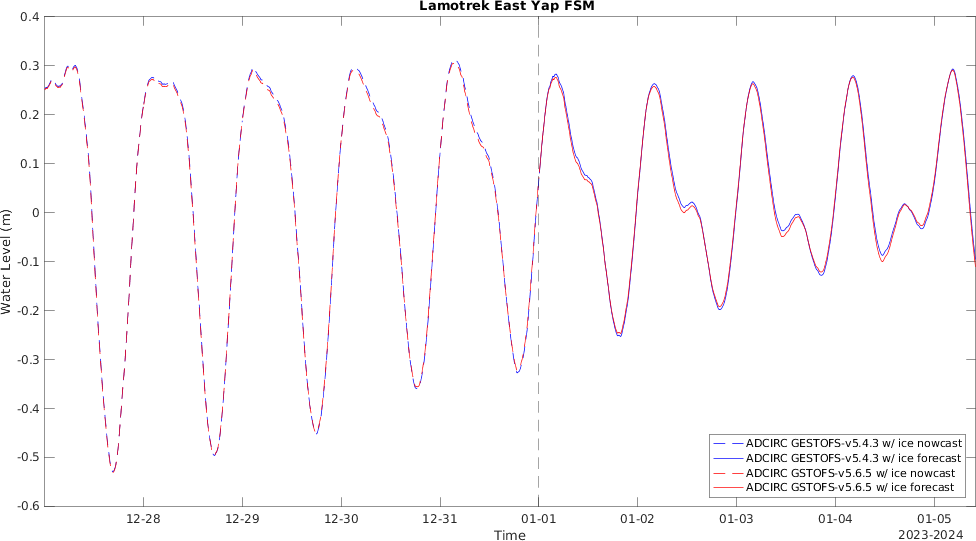 Lamotrek East Yap FSM
0.4
0.3
0.2
0.1
0
-0.1
-0.2
-0.3
-0.4
-0.5
-0.6
Water Level (m)
ADCIRC GESTOFS-v5.4.3 w/ ice nowcast
ADCIRC GESTOFS-v5.4.3 w/ ice forecast
ADCIRC GSTOFS-v5.6.5 w/ ice nowcast
ADCIRC GSTOFS-v5.6.5 w/ ice forecast
12-28 12-29 12-30 12-31 01-01 01-02 01-03 01-04 01-05
Time
2023-2024